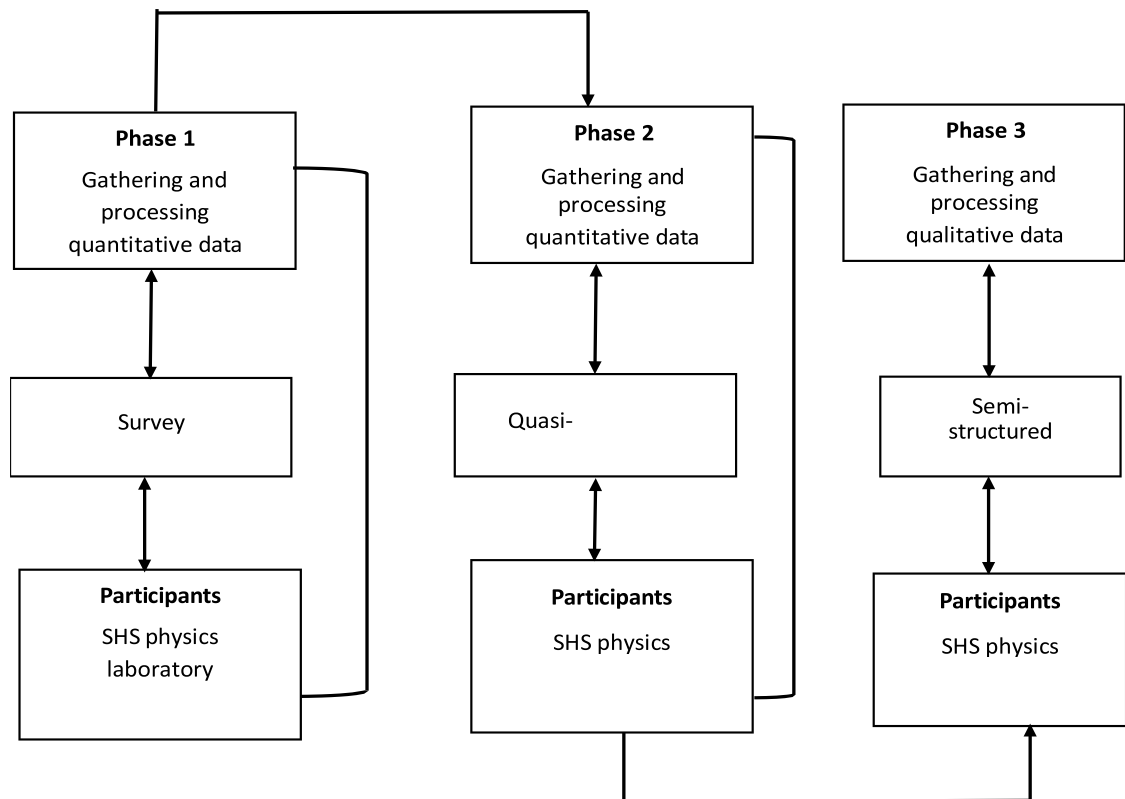 Phase 1
Gathering and
processing
quantitative data
Survey
Participants
SHS physics
laboratory
Phase 2
Gathering and
processing
quantitative data
Quasi-
Participants
SHS physics
Phase 3
Gathering and
processing
qualitative data
Semi-
structured
Participants
SHS physics